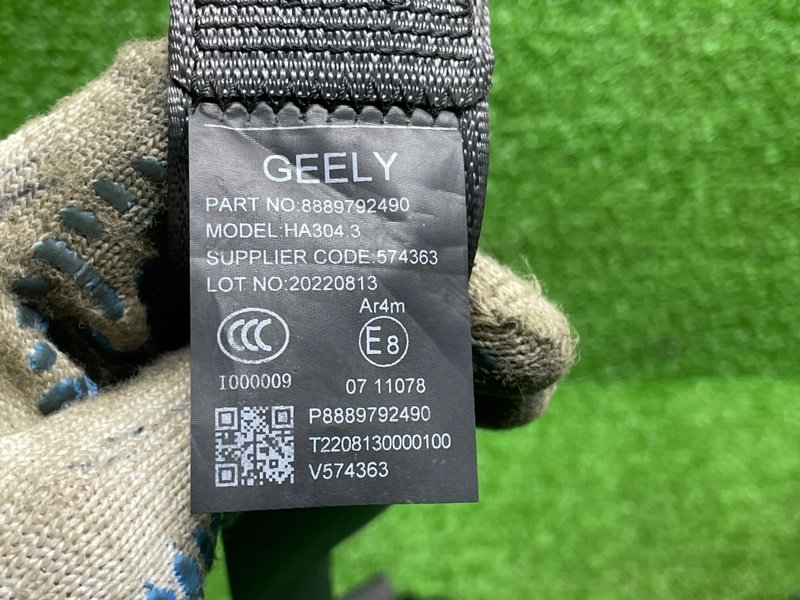 GEELY
PART NO:8889792490
MODEL:HA304.3
SUPPLIER CODE:574363
LOT NO:20220813
CCC
Ar4m
E8
I000009
07 11078
P8889792490
T2208130000100
V574363